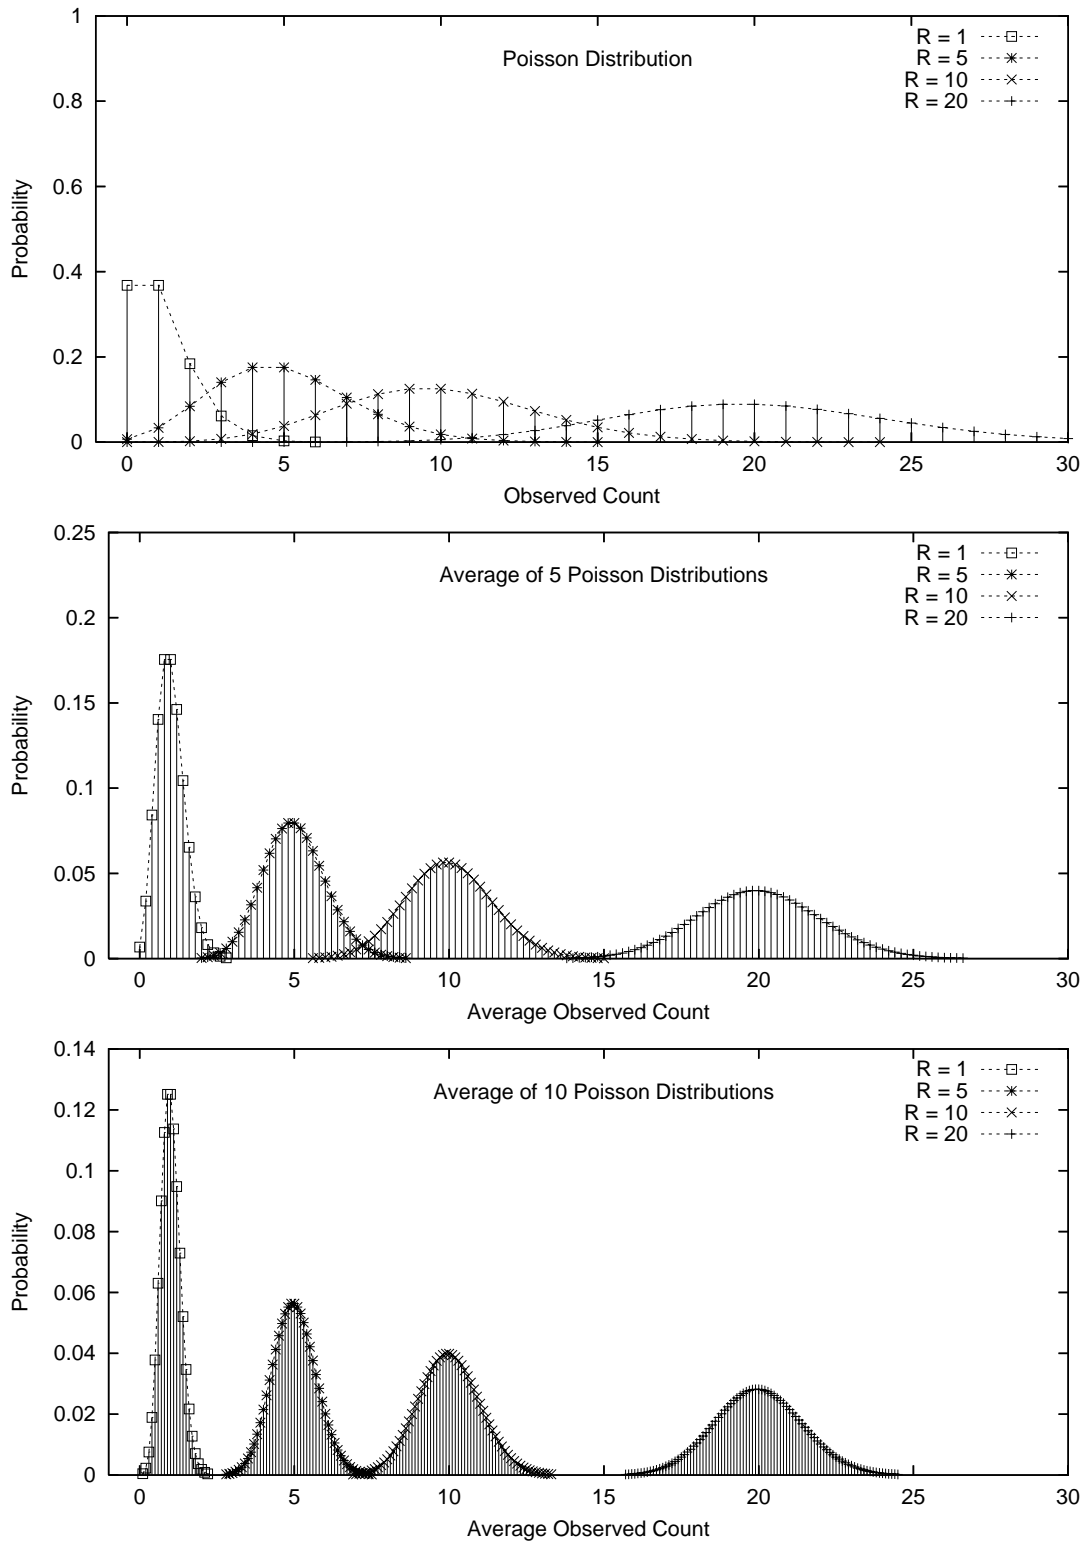 1
0.8
0.6
0.4
0.2
0
Probability
Poisson Distribution
R = 1
R = 5
R = 10
R = 20
0 5 10 15 20 25 30
Observed Count
0.25
0.2
0.15
0.1
0.05
0
Probability
Average of 5 Poisson Distributions
R = 1
R = 5
R = 10
R = 20
0 5 10 15 20 25 30
Average Observed Count
0.14
0.12
0.1
0.08
0.06
0.04
0.02
0
Probability
Average of 10 Poisson Distributions
R = 1
R = 5
R = 10
R = 20
0 5 10 15 20 25 30
Average Observed Count